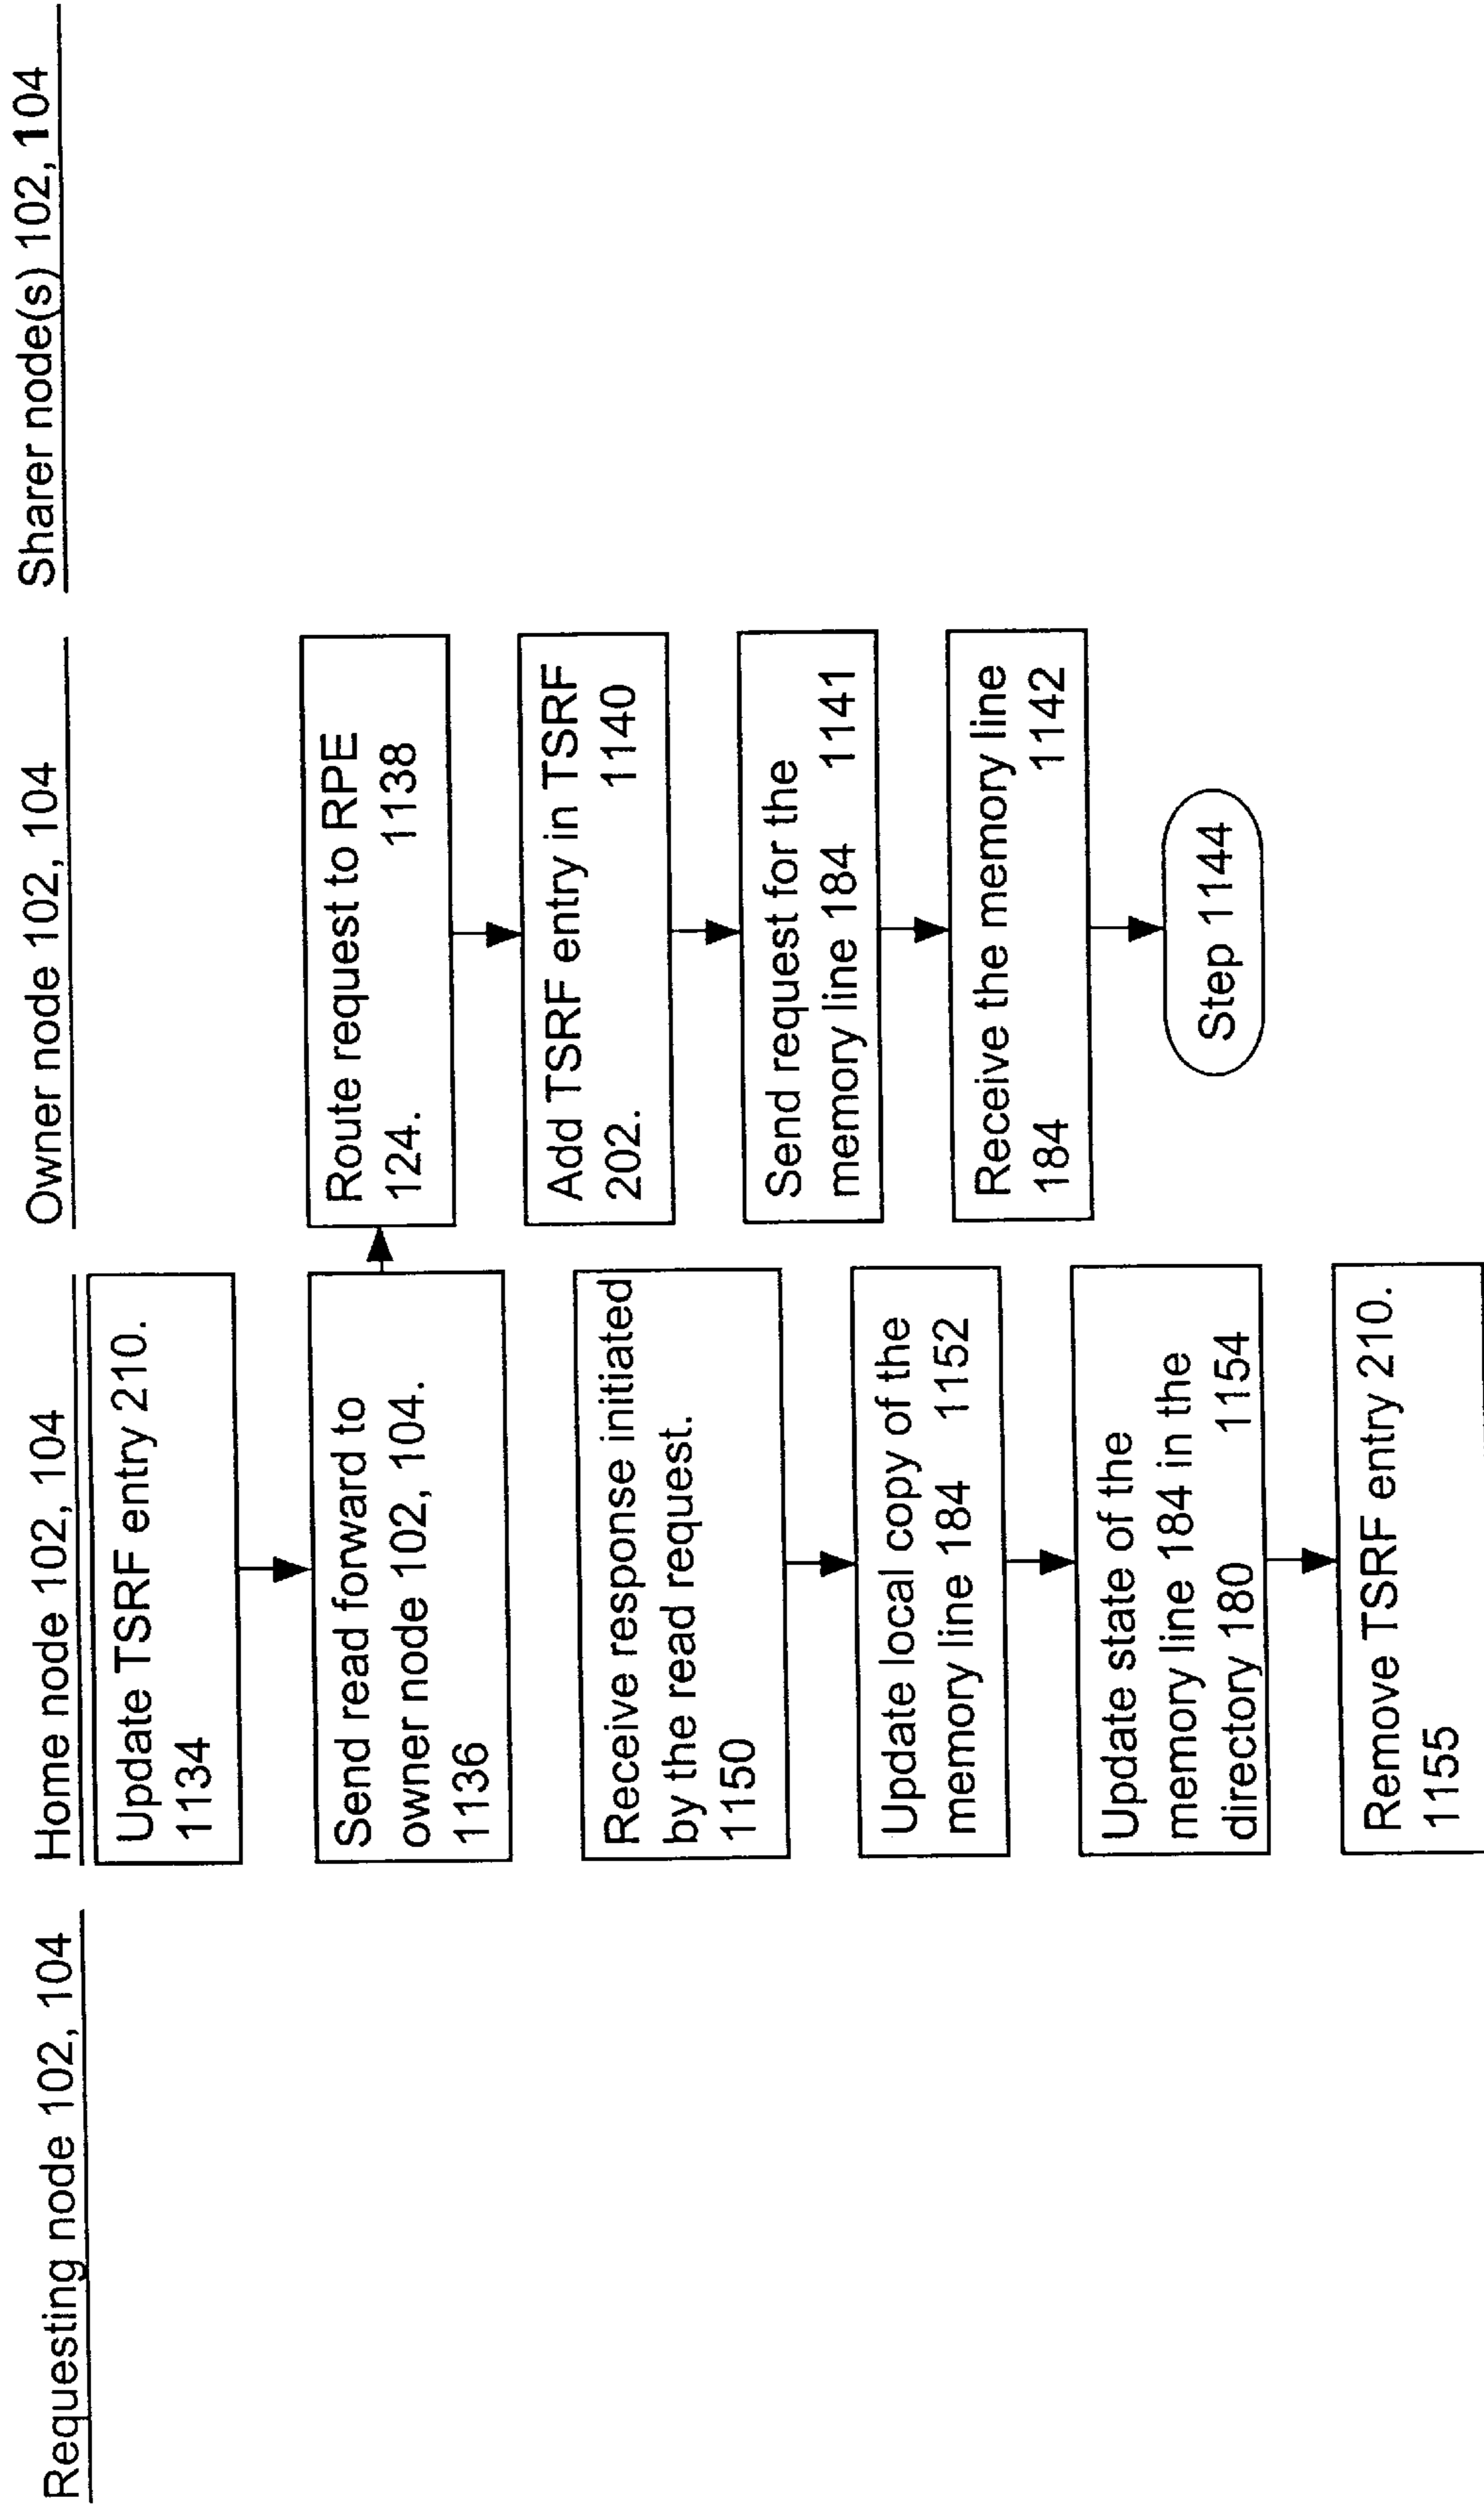 Requesting node 102, 104
Home node 102, 104
Owner node 102, 104
Sharer node(s) 102, 104
Update TSRF entry 210.
1134
Send read forward to
owner node 102, 104.
1136
Receive response initiated
by the read request.
1150
Update local copy of the
memory line 184 1152
Update state of the
memory line 184 in the
directory 180 1154
Remove TSRF entry 210.
1155
Route request to RPE
124. 1138
Add TSRF entry in TSRF
202. 1140
Send request for the
memory line 184 1141
Receive the memory line
184 1142
Step 1144